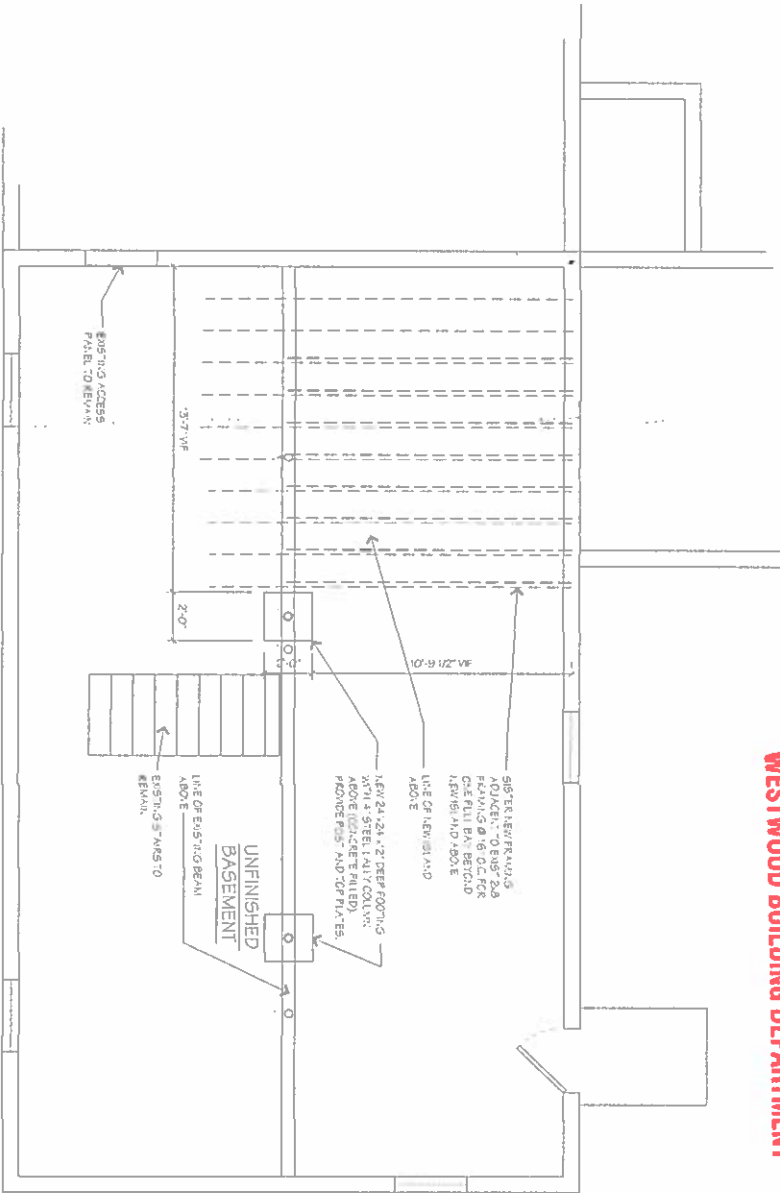 WESTWOOD BUILDING DEPARTMENT
SISTER NEW FRAMING
ADJACENT TO EXIST 2x8
FRAMING @ 16" O.C. FOR
ONE FULL BAY BEYOND
NEW ISLAND ABOVE
10'-9 1/2" VIF
LINE OF NEW ISLAND
ABOVE
NEW 24"x24"x12" DEEP FOOTING
WITH 4" STEEL LALLY COLUMN
ABOVE (CONCRETE FILLED).
PROVIDE POST AND TOP PLATES.
2'-0"
UNFINISHED
BASEMENT
LINE OF EXISTING BEAM
ABOVE
EXISTING STAIRS TO
REMAIN
13'-7" VIF
2'-0"
EXISTING ACCESS
PANEL TO REMAIN